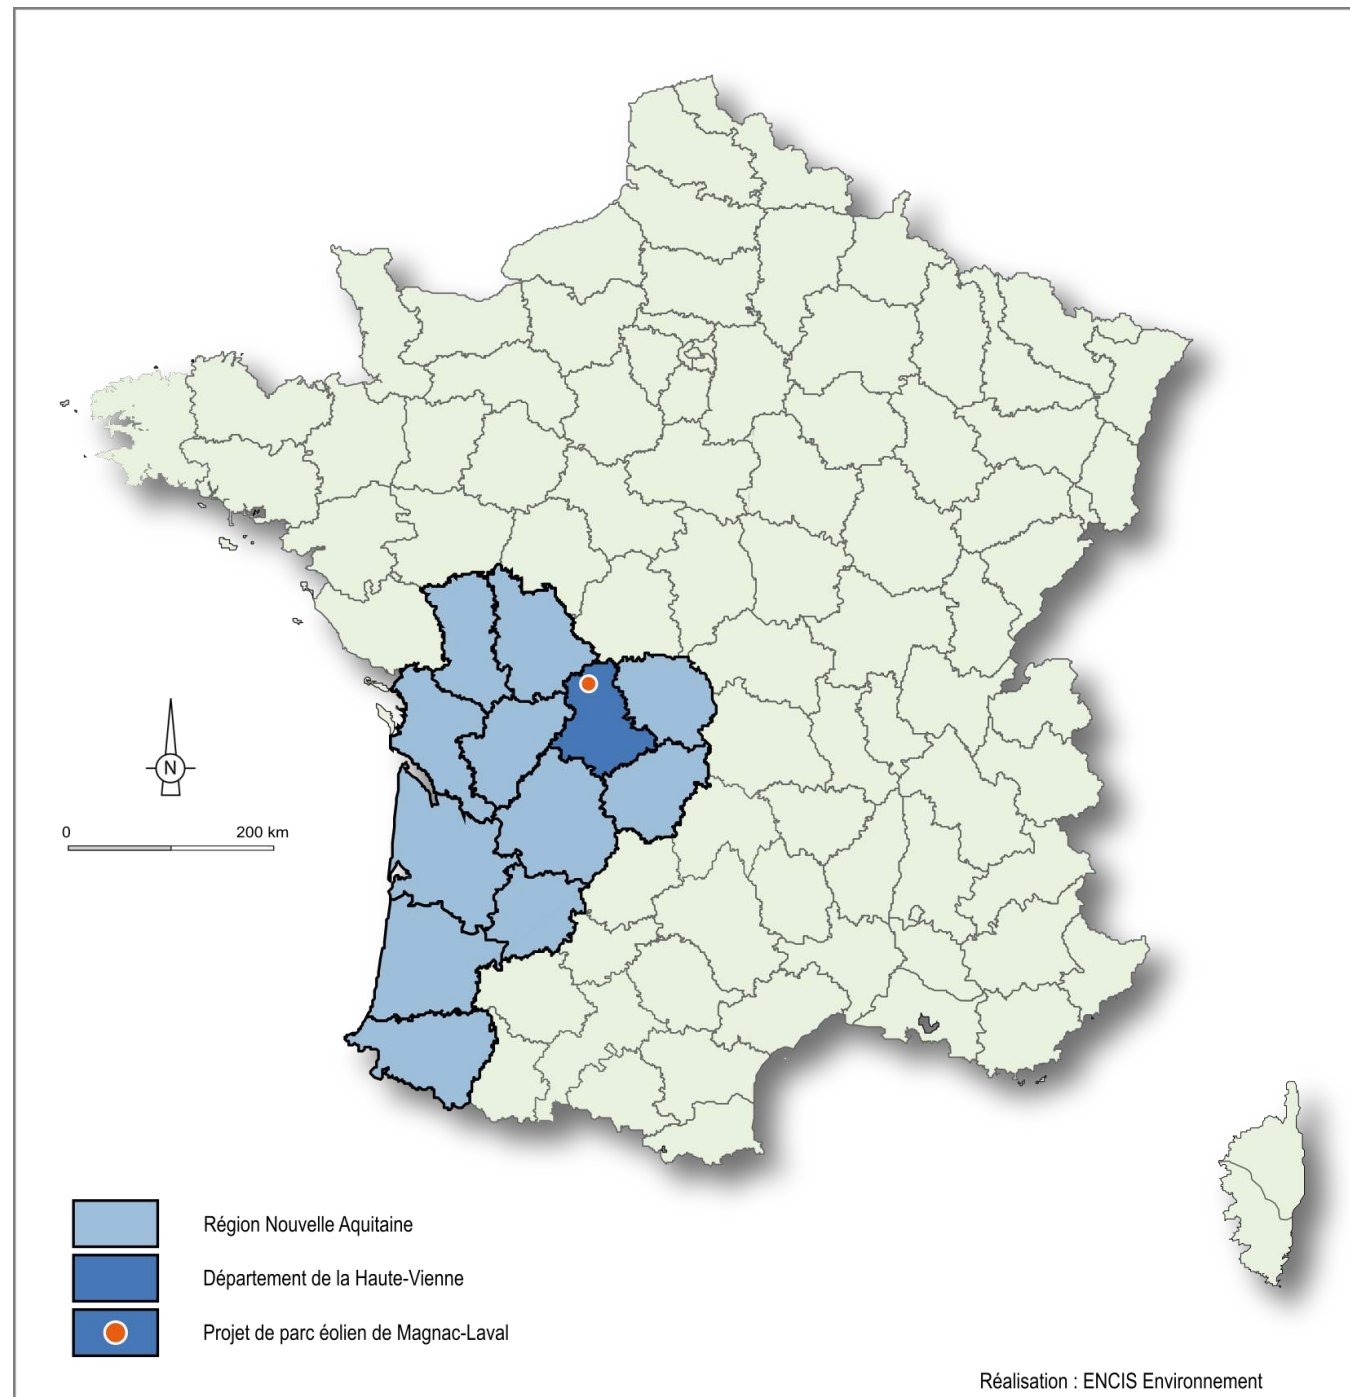 N
0 200 km
Région Nouvelle Aquitaine
Département de la Haute-Vienne
Projet de parc éolien de Magnac-Laval
Réalisation : ENCIS Environnement